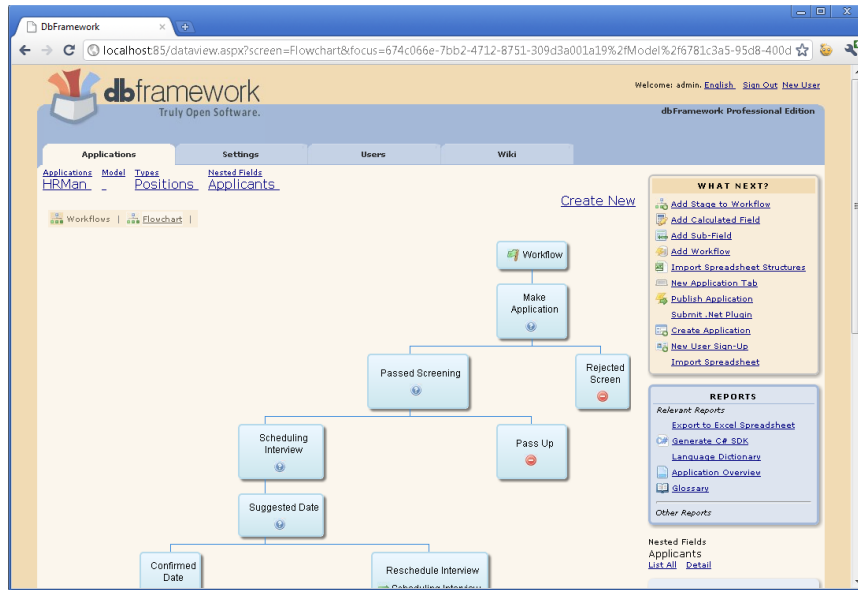 DbFramework
localhost:85/dataview.aspx?screen=Flowchart&focus=674c066e-7bb2-4712-8751-309d3a001a19%2fModel%2f6781c3a5-95d8-400d
dbframework
Truly Open Software.
Welcome: admin. English Sign Out New User
dbFramework Professional Edition
Applications Settings Users Wiki
Applications Model Types Nested Fields
HRMan _ Positions Applicants
Create New
Workflows | Flowchart |
Workflow
Make
Application
Passed Screening
Rejected
Screen
Scheduling
Interview
Pass Up
Suggested Date
Confirmed
Date
Reschedule Interview
Scheduling Interview
WHAT NEXT?
Add Stage to Workflow
Add Calculated Field
Add Sub-Field
Add Workflow
Import Spreadsheet Structures
New Application Tab
Publish Application
Submit .Net Plugin
Create Application
New User Sign-Up
Import Spreadsheet
REPORTS
Relevant Reports
Export to Excel Spreadsheet
Generate C# SDK
Language Dictionary
Application Overview
Glossary
Other Reports
Nested Fields
Applicants
List All Detail